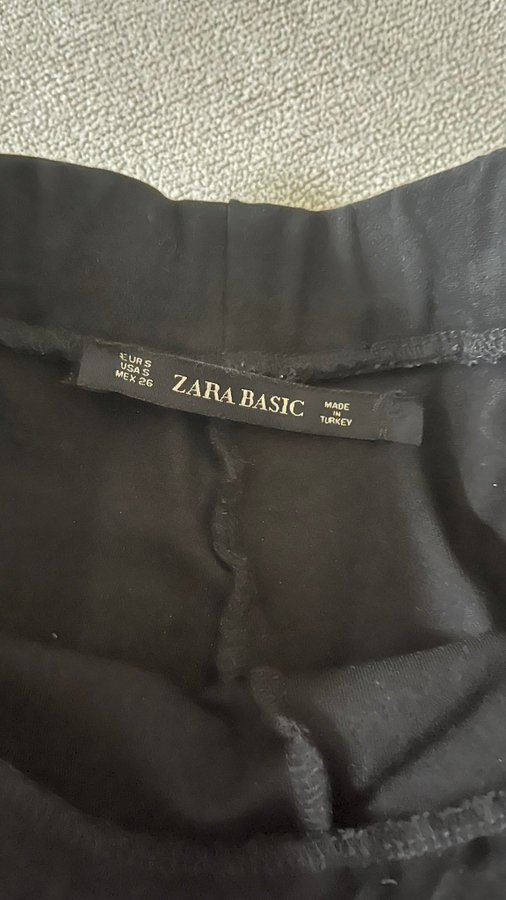 EUR S
USA S
MEX 26
ZARA BASIC
MADE
IN
TURKEY